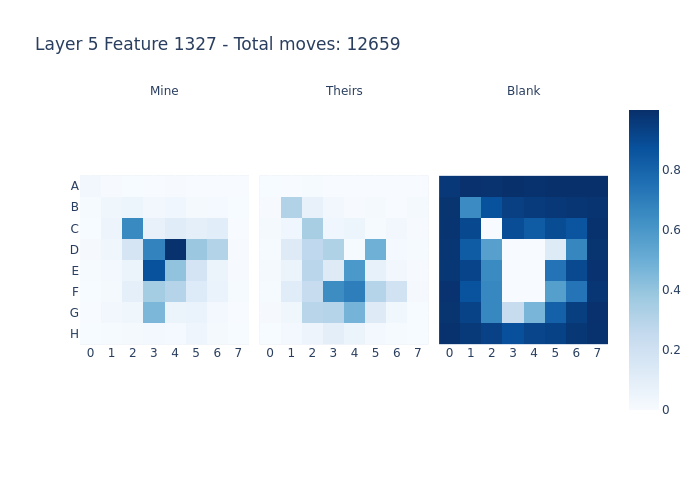 Layer 5 Feature 1327 - Total moves: 12659
Mine Theirs Blank
A
B
C
D
E
F
G
H
0 1 2 3 4 5 6 7 0 1 2 3 4 5 6 7 0 1 2 3 4 5 6 7
0.8
0.6
0.4
0.2
0